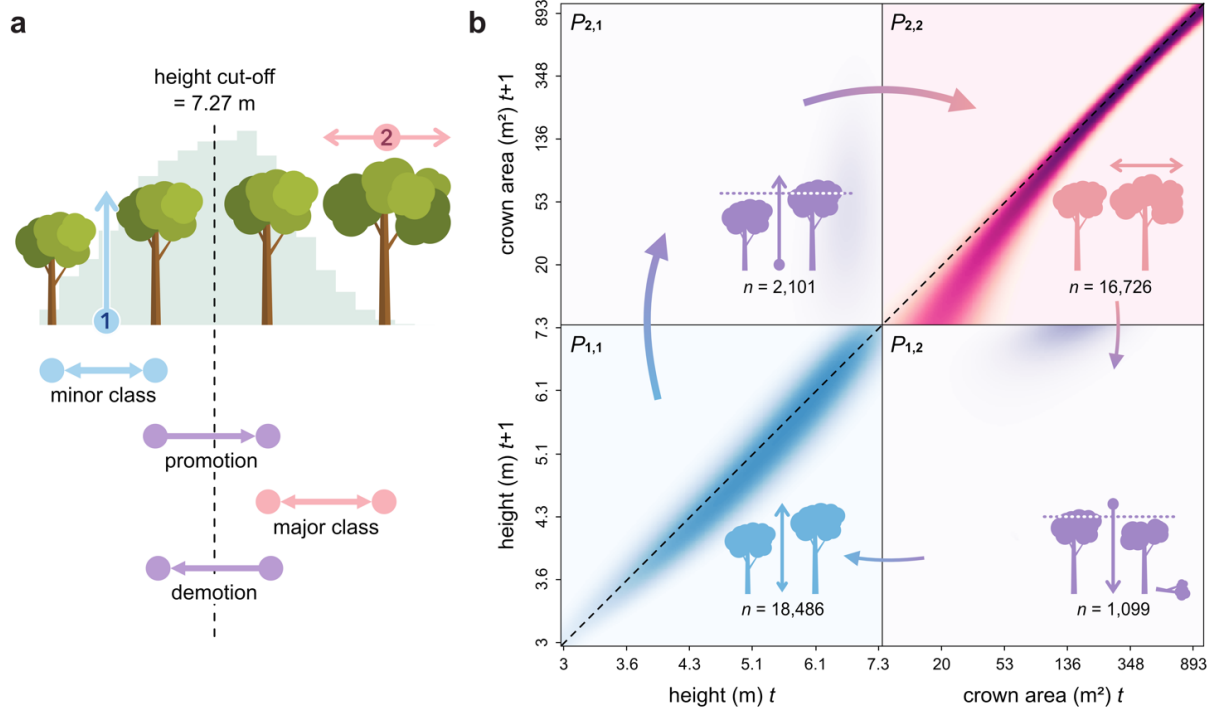 a
height cut-off
= 7.27 m
2
1
minor class
promotion
major class
demotion
b
crown area (m²) t+1
893
348
136
53
20
P2,1
n = 2,101
P2,2
n = 16,726
height (m) t+1
7.3
6.1
5.1
4.3
3.6
3
P1,1
n = 18,486
P1,2
n = 1,099
3 3.6 4.3 5.1 6.1 7.3
20 53 136 348 893
height (m) t
crown area (m²) t